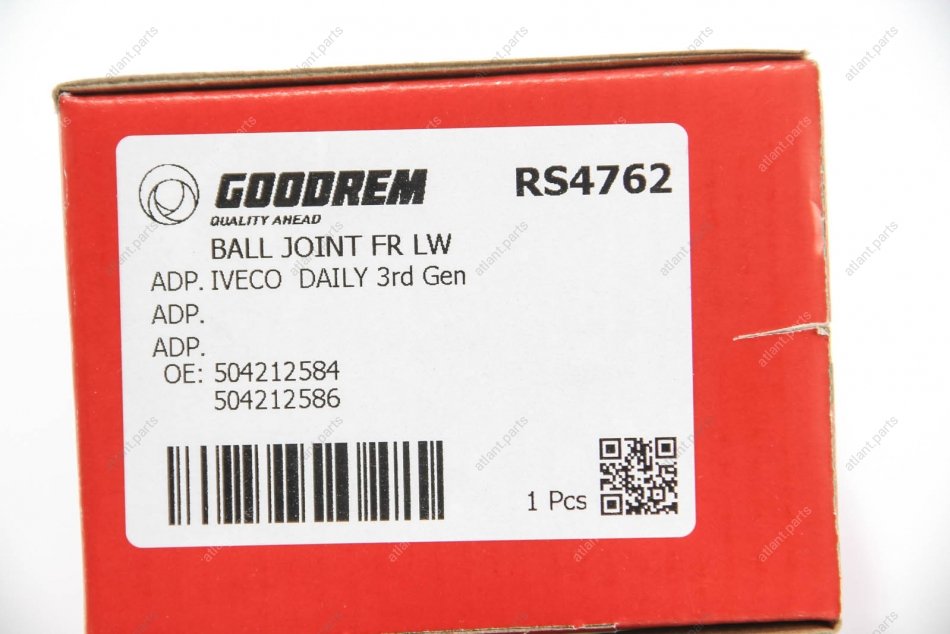 GOODREM
RS4762
QUALITY AHEAD
BALL JOINT FR LW
ADP. IVECO DAILY 3rd Gen
ADP.
ADP.
OE: 504212584
504212586
1 Pcs
atlant.parts